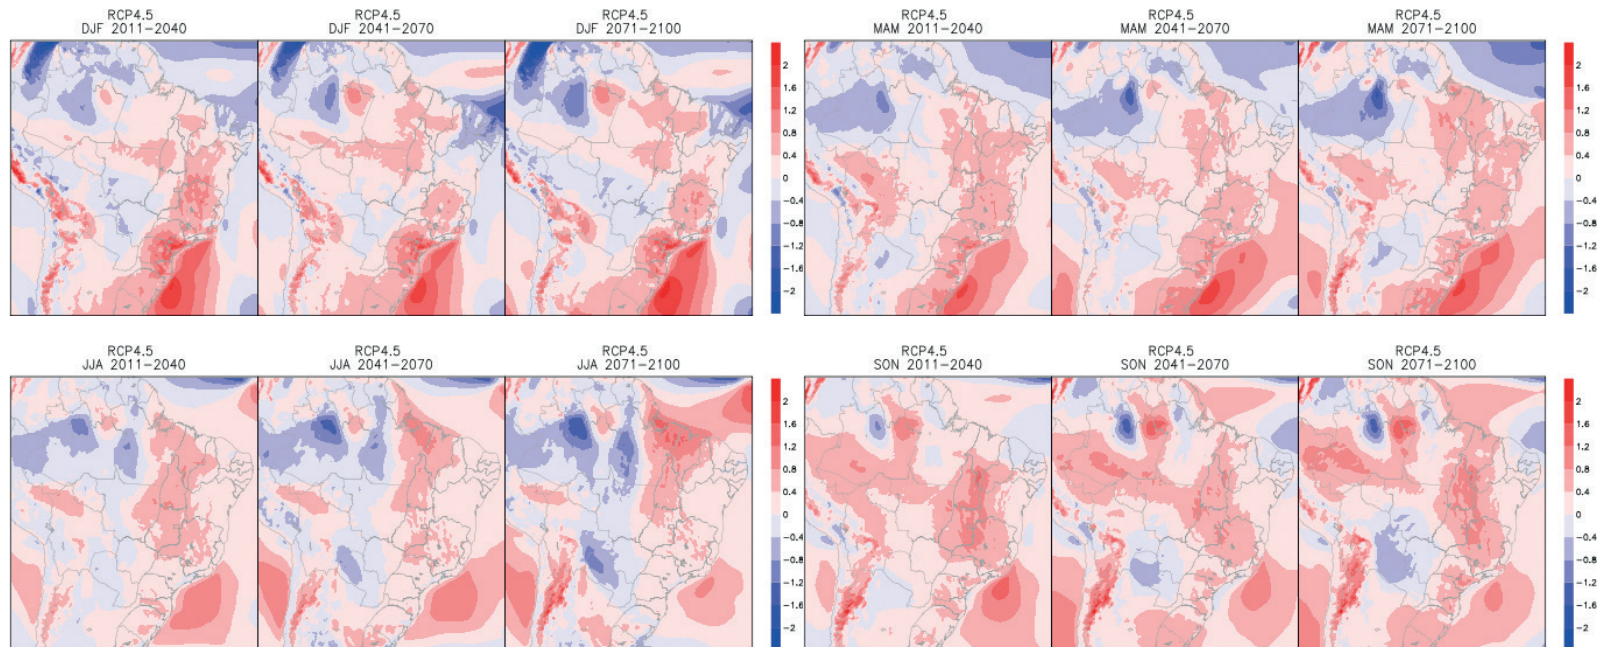 RCP4.5
DJF 2011-2040
RCP4.5
DJF 2041-2070
RCP4.5
DJF 2071-2100
2
1.6
1.2
0.8
0.4
0
-0.4
-0.8
-1.2
-1.6
-2
RCP4.5
MAM 2011-2040
RCP4.5
MAM 2041-2070
RCP4.5
MAM 2071-2100
2
1.6
1.2
0.8
0.4
0
-0.4
-0.8
-1.2
-1.6
-2
RCP4.5
JJA 2011-2040
RCP4.5
JJA 2041-2070
RCP4.5
JJA 2071-2100
2
1.6
1.2
0.8
0.4
0
-0.4
-0.8
-1.2
-1.6
-2
RCP4.5
SON 2011-2040
RCP4.5
SON 2041-2070
RCP4.5
SON 2071-2100
2
1.6
1.2
0.8
0.4
0
-0.4
-0.8
-1.2
-1.6
-2